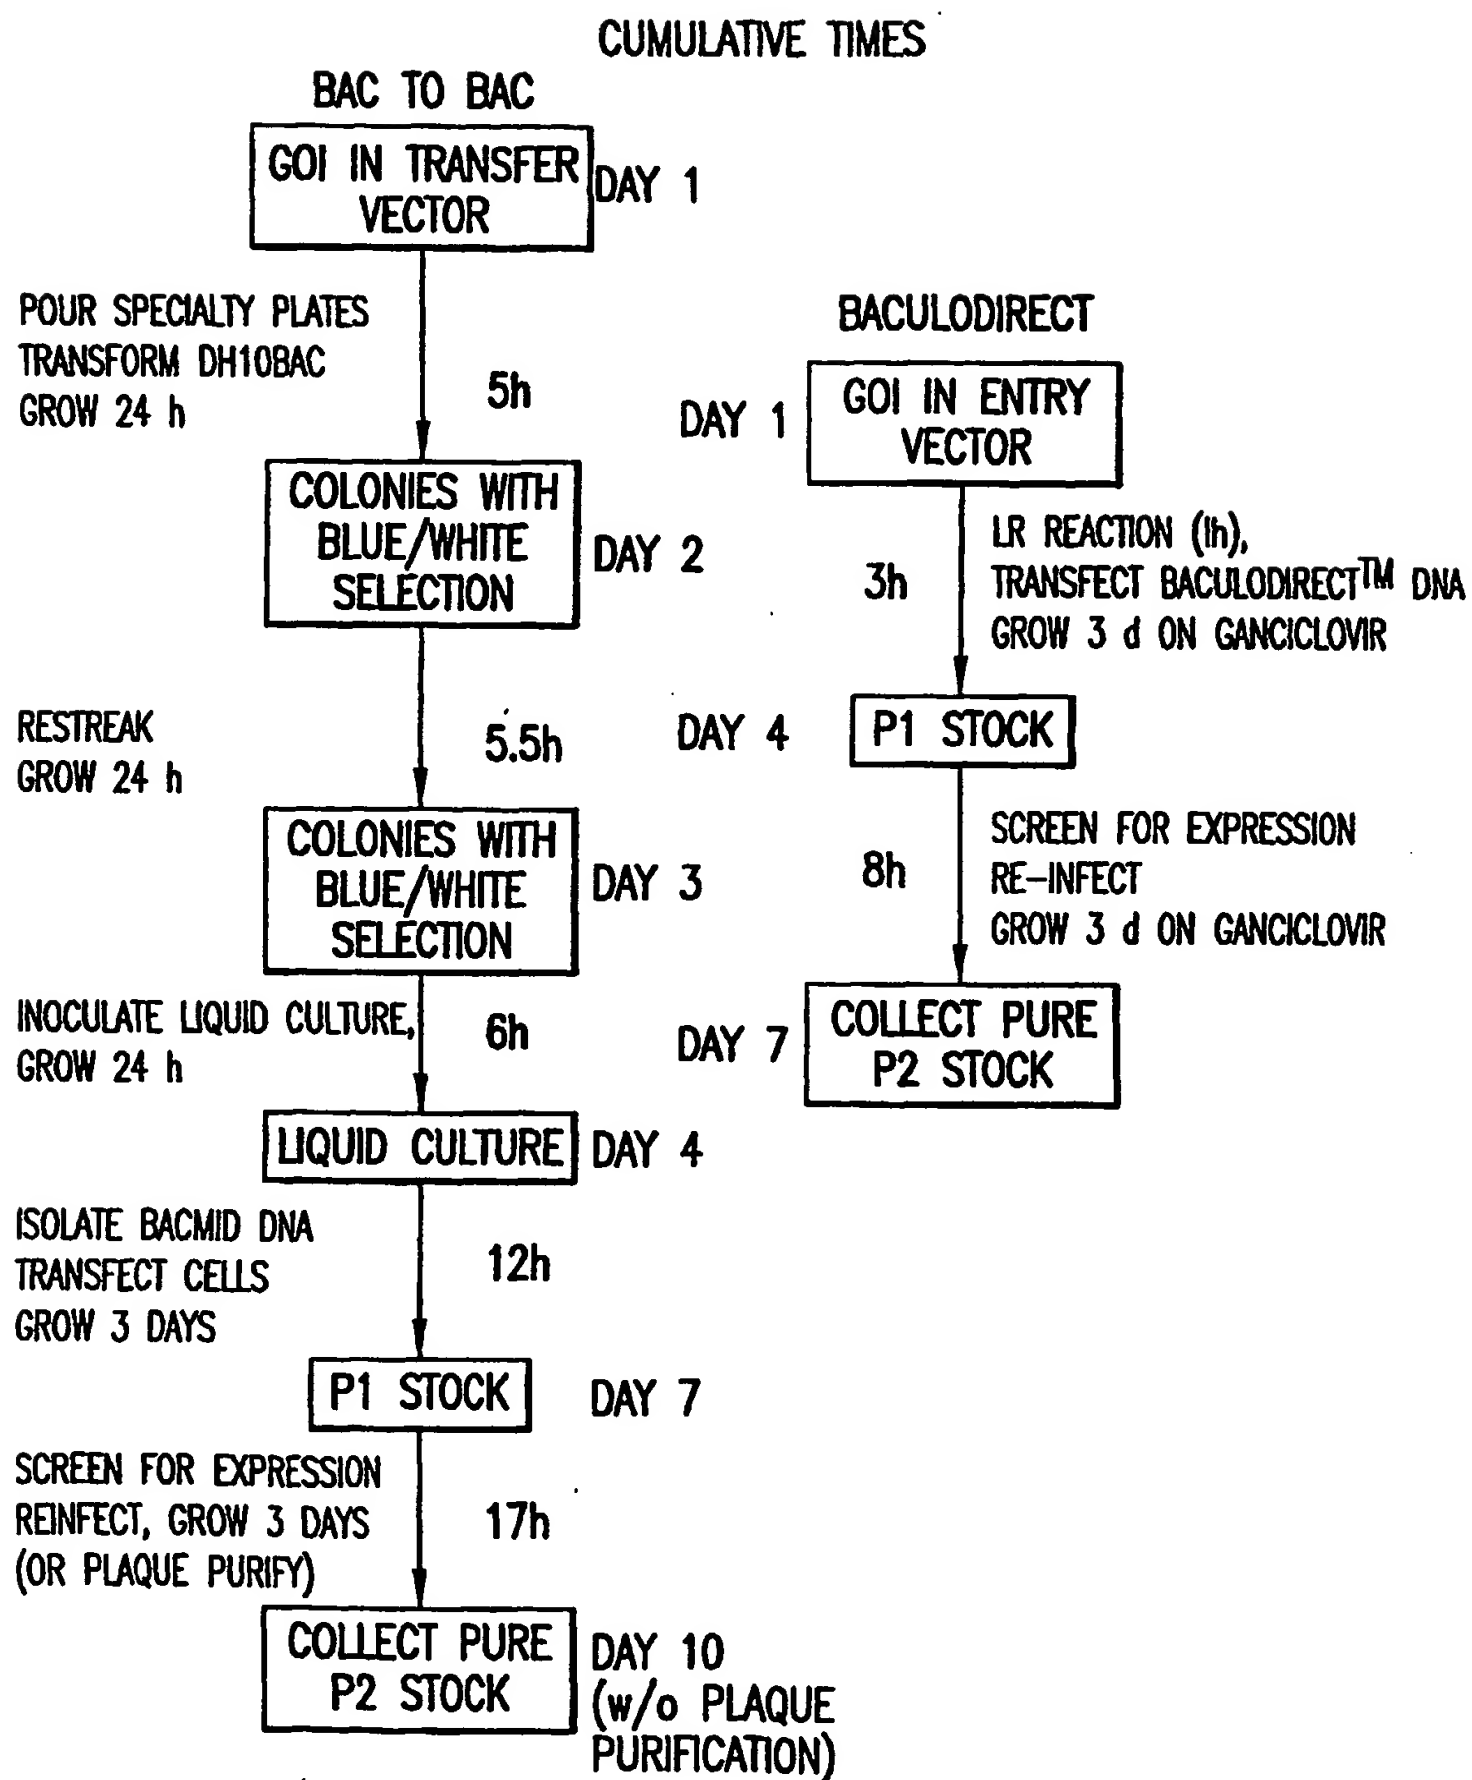 CUMULATIVE TIMES
BAC TO BAC
GOI IN TRANSFER
VECTOR
DAY 1
POUR SPECIALTY PLATES
TRANSFORM DH10BAC
GROW 24 h
5h
COLONIES WITH
BLUE/WHITE
SELECTION
DAY 2
RESTREAK
GROW 24 h
5.5h
COLONIES WITH
BLUE/WHITE
SELECTION
DAY 3
INOCULATE LIQUID CULTURE,
GROW 24 h
6h
LIQUID CULTURE
DAY 4
ISOLATE BACMID DNA
TRANSFECT CELLS
GROW 3 DAYS
12h
P1 STOCK
DAY 7
SCREEN FOR EXPRESSION
REINFECT, GROW 3 DAYS
(OR PLAQUE PURIFY)
17h
COLLECT PURE
P2 STOCK
DAY 10
(w/o PLAQUE
PURIFICATION)
BACULODIRECT
DAY 1
GOI IN ENTRY
VECTOR
3h
LR REACTION (1h),
TRANSFECT BACULODIRECT™ DNA
GROW 3 d ON GANCICLOVIR
DAY 4
P1 STOCK
8h
SCREEN FOR EXPRESSION
RE-INFECT
GROW 3 d ON GANCICLOVIR
DAY 7
COLLECT PURE
P2 STOCK